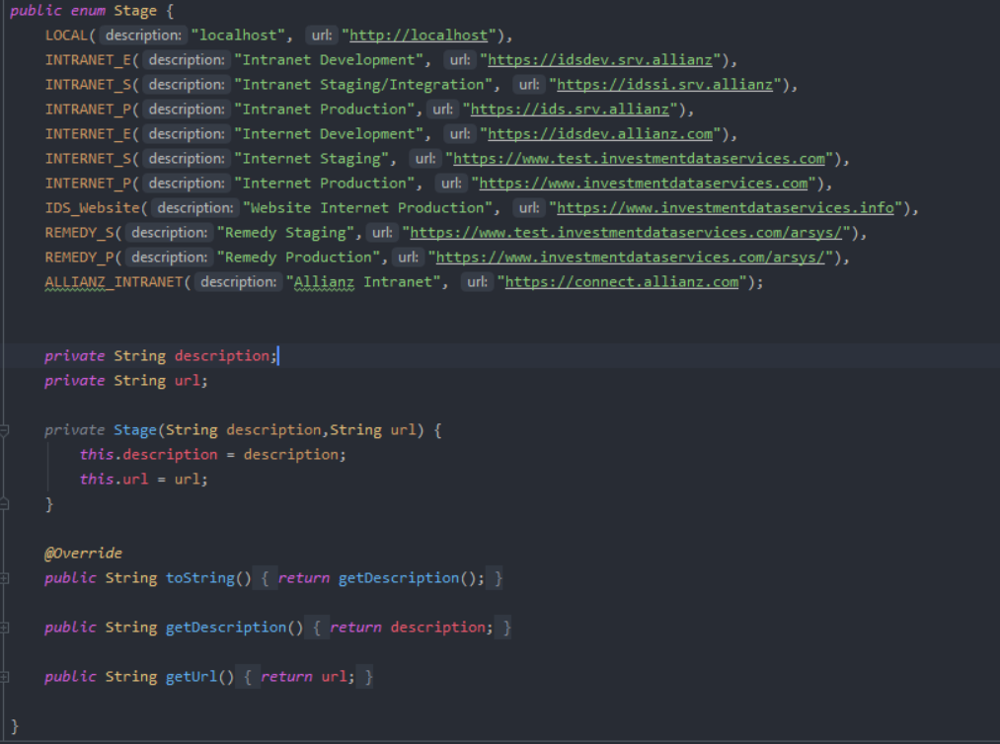 public enum Stage {
LOCAL( description: "localhost", url: "http://localhost"),
INTRANET_E( description: "Intranet Development", url: "https://idsdev.srv.allianz"),
INTRANET_S( description: "Intranet Staging/Integration", url: "https://idssi.srv.allianz"),
INTRANET_P( description: "Intranet Production", url: "https://ids.srv.allianz"),
INTERNET_E( description: "Internet Development", url: "https://idsdev.allianz.com"),
INTERNET_S( description: "Internet Staging", url: "https://www.test.investmentdataservices.com"),
INTERNET_P( description: "Internet Production", url: "https://www.investmentdataservices.com"),
IDS_Website( description: "Website Internet Production", url: "https://www.investmentdataservices.info"),
REMEDY_S( description: "Remedy Staging", url: "https://www.test.investmentdataservices.com/arsys/"),
REMEDY_P( description: "Remedy Production", url: "https://www.investmentdataservices.com/arsys/"),
ALLIANZ_INTRANET( description: "Allianz Intranet", url: "https://connect.allianz.com");
private String description;
private String url;
private Stage(String description,String url) {
this.description = description;
this.url = url;
}
@Override
public String toString() { return getDescription(); }
public String getDescription() { return description; }
public String getUrl() { return url; }
}